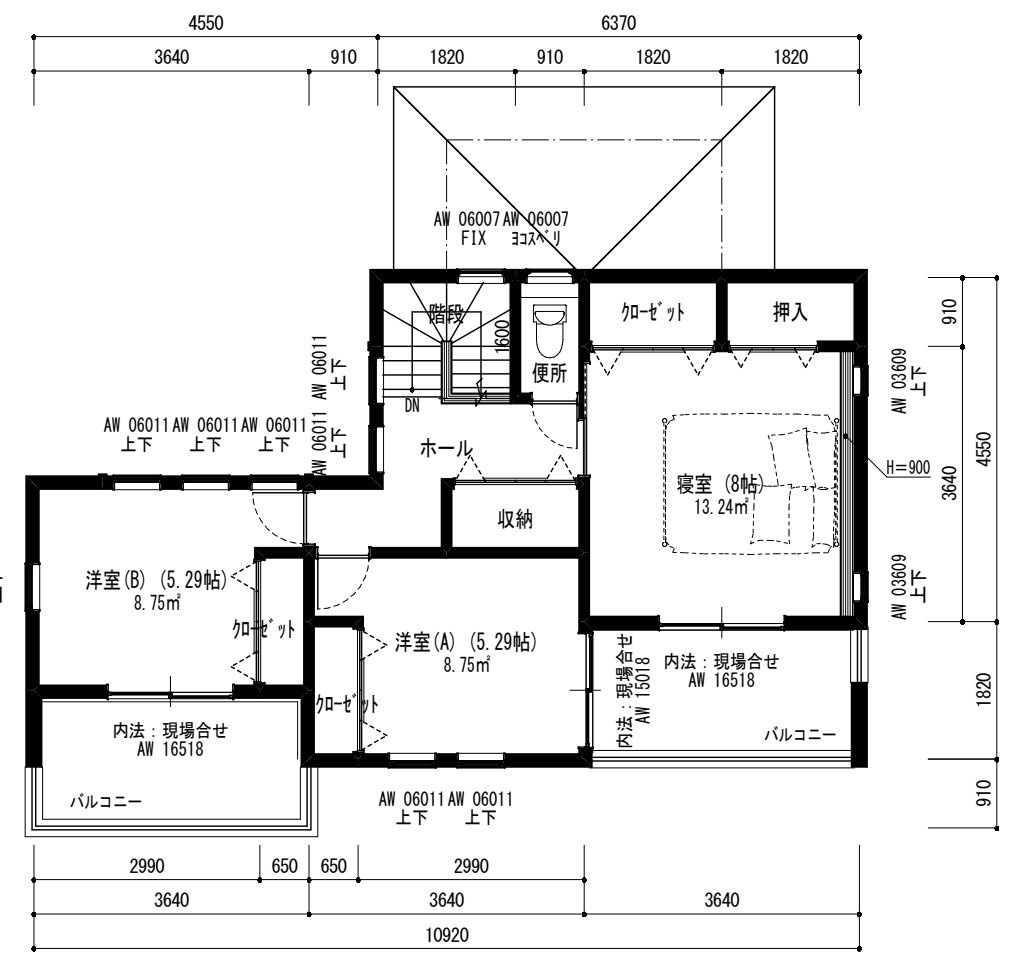 4550
6370
3640
910
1820
910
1820
1820
AW 06007
FIX
AW 06007
ﾖｺｽﾍﾞﾘ
階段
1600
便所
DN
ｸﾛｰｾﾞｯﾄ
押入
910
AW 03609
上下
4550
3640
H=900
AW 06011
上下
AW 06011
上下
AW 06011
上下
AW 06011
上下
AW 06011
上下
ホール
収納
寝室 (8帖)
13.24㎡
AW 03609
上下
洋室(B) (5.29帖)
8.75㎡
ｸﾛｰｾﾞｯﾄ
洋室(A) (5.29帖)
8.75㎡
ｸﾛｰｾﾞｯﾄ
内法：現場合せ
AW 15018
内法：現場合せ
AW 16518
バルコニー
1820
内法：現場合せ
AW 16518
バルコニー
AW 06011
上下
AW 06011
上下
910
2990
650
650
2990
3640
3640
3640
10920